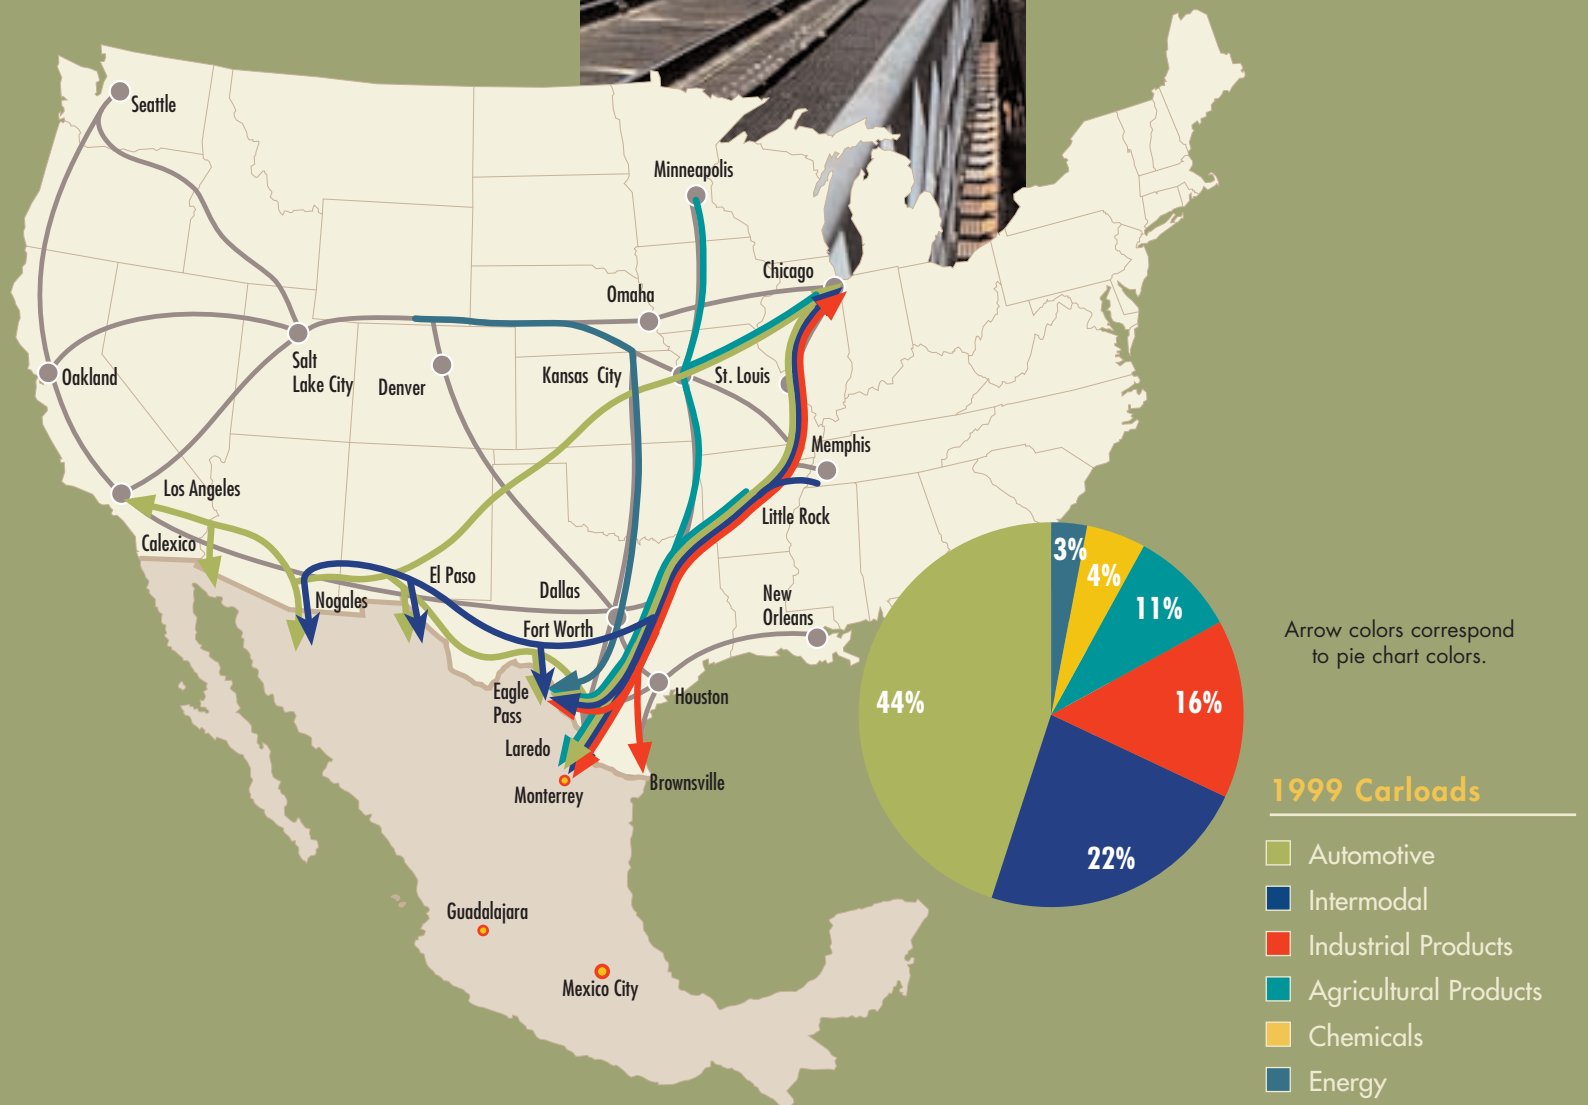 Seattle
Minneapolis
Chicago
Omaha
Salt
Lake City
Oakland
Denver
Kansas City
St. Louis
Memphis
Los Angeles
Little Rock
Calexico
El Paso
Nogales
Dallas
Fort Worth
New
Orleans
Eagle
Pass
Houston
Laredo
Brownsville
Monterrey
Guadalajara
Mexico City
3%
4%
11%
16%
44%
22%
Arrow colors correspond
to pie chart colors.
1999 Carloads
Automotive
Intermodal
Industrial Products
Agricultural Products
Chemicals
Energy